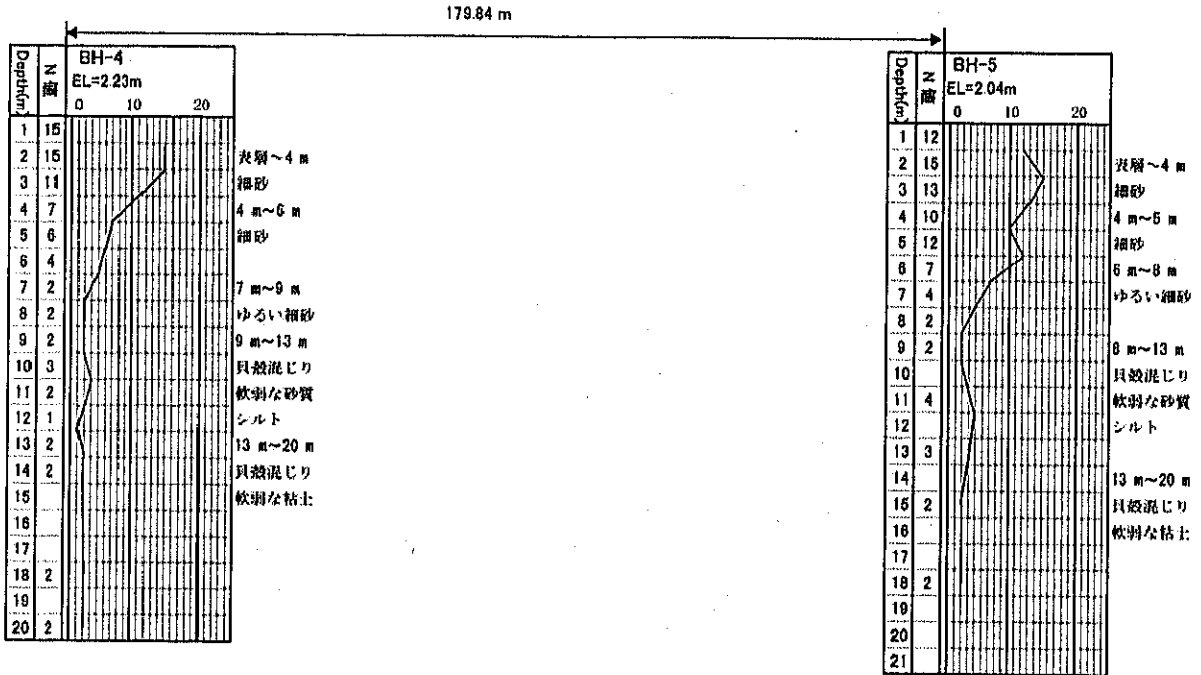 179.84 m
BH-4
EL=2.23m
Depth(m) N値 0 10 20
1 15
2 15 表層~4 m
3 11 細砂
4 7 4 m~6 m
5 6 細砂
6 4
7 2 7 m~9 m
8 2 ゆるい細砂
9 2 9 m~13 m
10 3 貝殻混じり
11 2 軟弱な砂質
12 1 シルト
13 2 13 m~20 m
14 2 貝殻混じり
15 軟弱な粘土
16
17
18 2
19
20 2
BH-5
EL=2.04m
Depth(m) N値 0 10 20
1 12
2 15 表層~4 m
3 13 細砂
4 10 4 m~5 m
5 12 細砂
6 7 6 m~8 m
7 4 ゆるい細砂
8 2
9 2 8 m~13 m
10 貝殻混じり
11 4 軟弱な砂質
12 シルト
13 3
14 13 m~20 m
15 2 貝殻混じり
16 軟弱な粘土
17
18 2
19
20
21